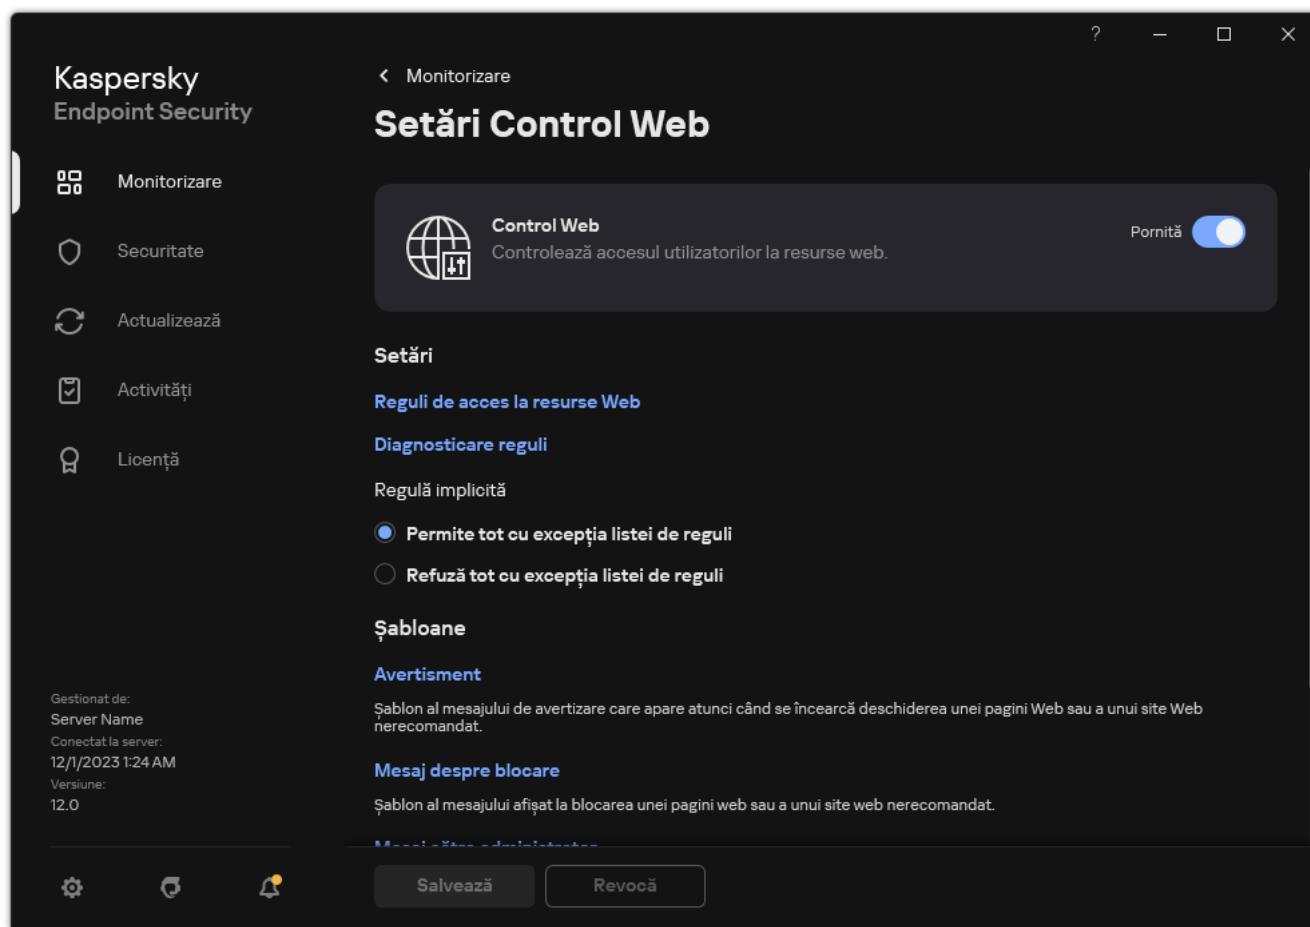 ?
Kaspersky
Endpoint Security
Monitorizare
Securitate
Actualizează
Activități
Licență
Gestionat de:
Server Name
Conectat la server:
12/1/2023 1:24 AM
Versiune:
12.0
Monitorizare
Setări Control Web
Control Web
Controlează accesul utilizatorilor la resurse web.
Pornită
Setări
Reguli de acces la resurse Web
Diagnosticare reguli
Regulă implicită
Permite tot cu excepția listei de reguli
Refuză tot cu excepția listei de reguli
Șabloane
Avertisment
Șablon al mesajului de avertizare care apare atunci când se încearcă deschiderea unei pagini Web sau a unui site Web
nerecomandat.
Mesaj despre blocare
Șablon al mesajului afișat la blocarea unei pagini web sau a unui site web nerecomandat.
Mesaj către administrator
Salvează
Revocă